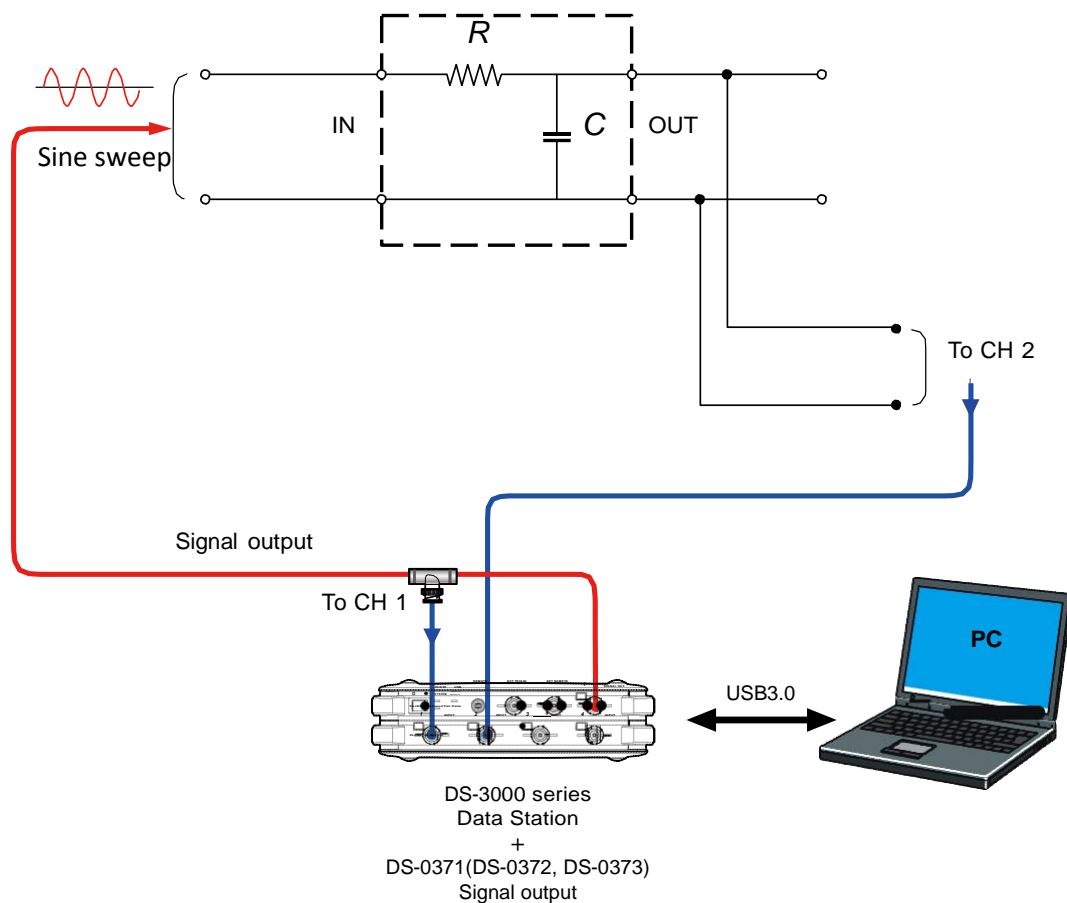 R
IN
C
OUT
Sine sweep
To CH 2
Signal output
To CH 1
PC
USB3.0
DS-3000 series
Data Station
+
DS-0371(DS-0372, DS-0373)
Signal output